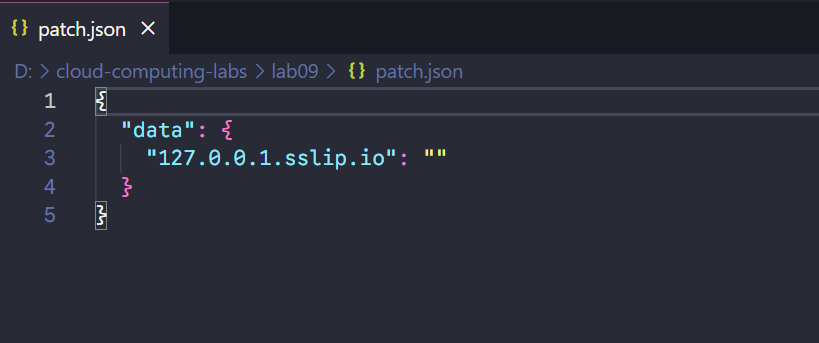 {} patch.json ×
D: > cloud-computing-labs > lab09 > {} patch.json
1 {
2 "data": {
3 "127.0.0.1.sslip.io": ""
4 }
5 }